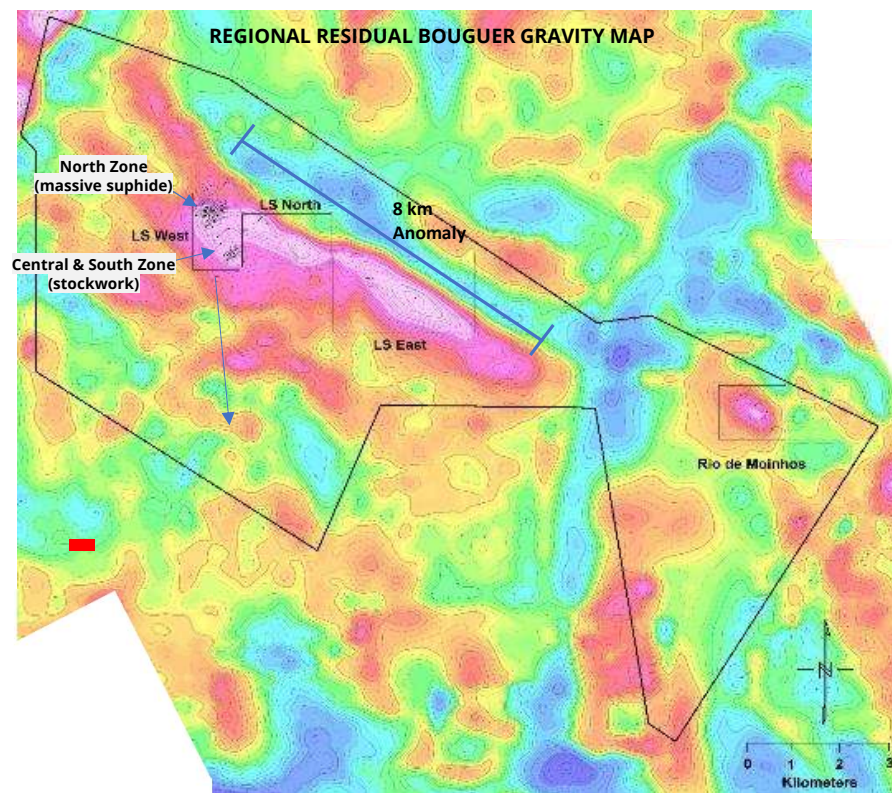 REGIONAL RESIDUAL BOUGUER GRAVITY MAP
North Zone
(massive suphide)
LS North
8 km
Anomaly
LS West
Central & South Zone
(stockwork)
LS East
Rio de Moinhos
N
0 1 2 3
Kilometers